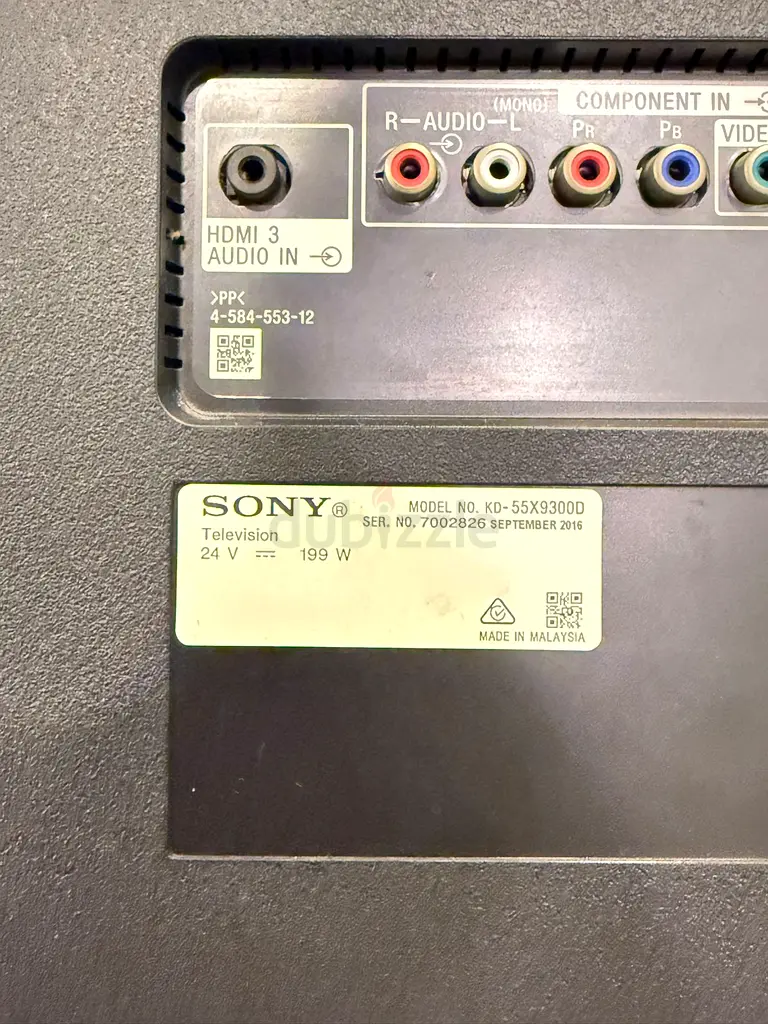 (MONO)
COMPONENT IN
R-AUDIO-L
PR
PB
VIDE
HDMI 3
AUDIO IN
>PP<
4-584-553-12
SONY®
MODEL NO. KD-55X9300D
SER. NO. 7002826 SEPTEMBER 2016
Television
24 V ⎓ 199 W
dubizzle
MADE IN MALAYSIA